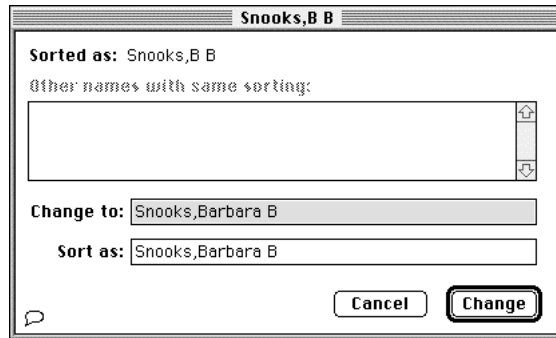 Snooks,B B
Sorted as: Snooks,B B
Other names with same sorting:
Change to: Snooks,Barbara B
Sort as: Snooks,Barbara B
Cancel Change